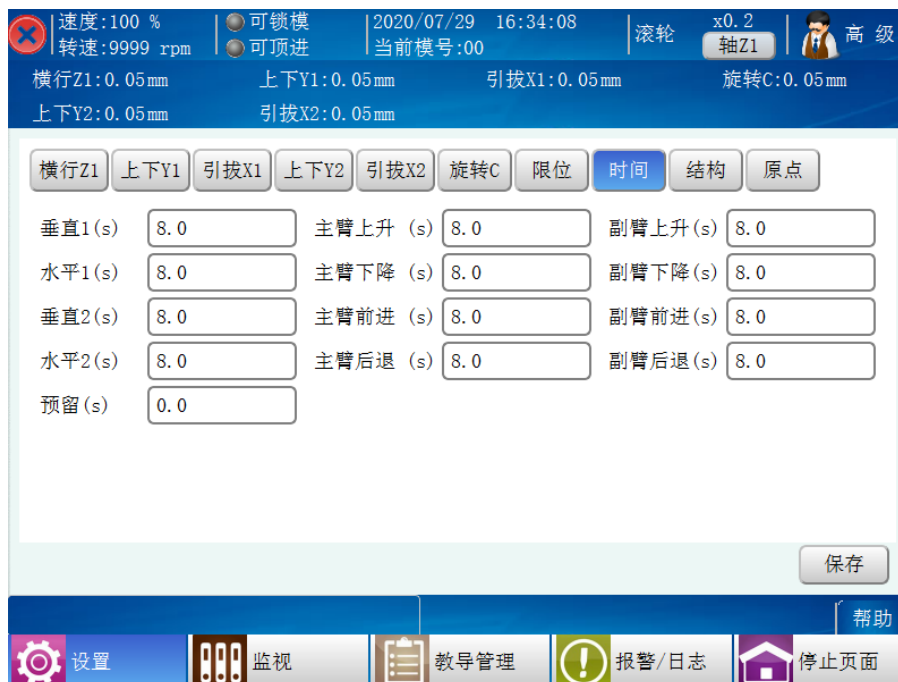 速度:100 % 可锁模 2020/07/29 16:34:08 滚轮 x0.2 高 级
转速:9999 rpm 可顶进 当前模号:00 轴Z1
横行Z1:0.05mm 上下Y1:0.05mm 引拔X1:0.05mm 旋转C:0.05mm
上下Y2:0.05mm 引拔X2:0.05mm
横行Z1 上下Y1 引拔X1 上下Y2 引拔X2 旋转C 限位 时间 结构 原点
垂直1(s) 8.0 主臂上升 (s) 8.0 副臂上升(s) 8.0
水平1(s) 8.0 主臂下降 (s) 8.0 副臂下降(s) 8.0
垂直2(s) 8.0 主臂前进 (s) 8.0 副臂前进(s) 8.0
水平2(s) 8.0 主臂后退 (s) 8.0 副臂后退(s) 8.0
预留(s) 0.0
保存
帮助
设置 监视 教导管理 报警/日志 停止页面